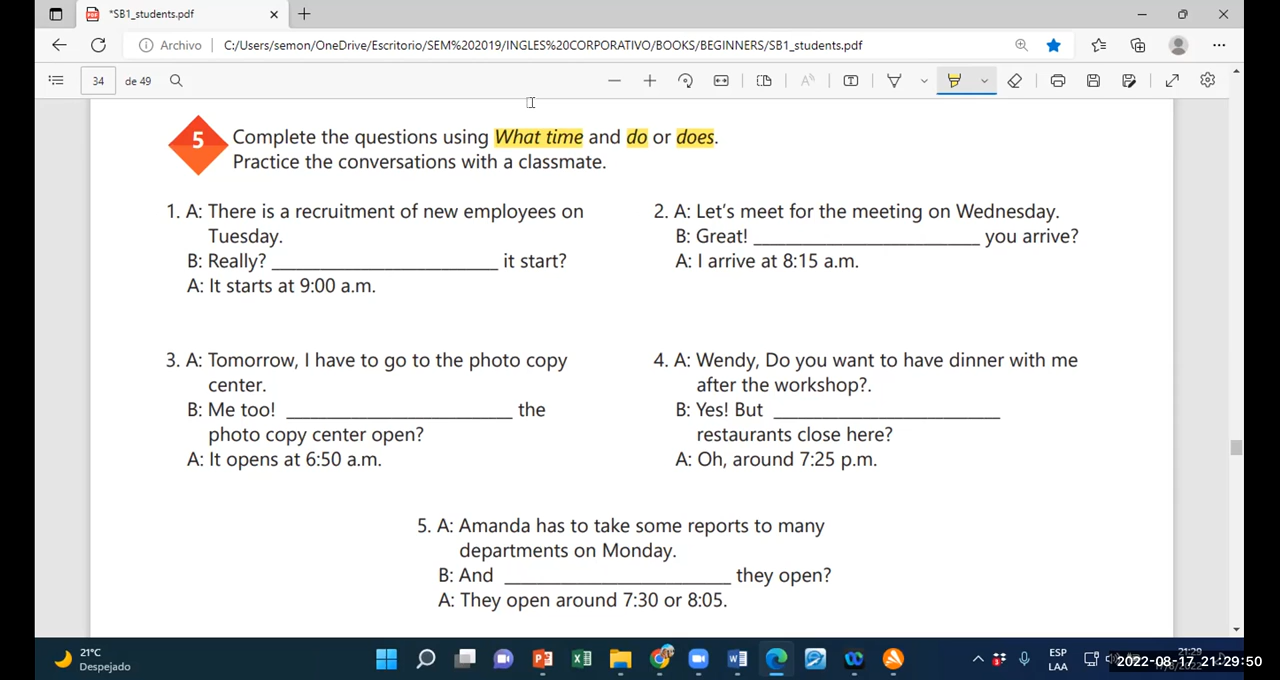 *SB1_students.pdf
Archivo
C:/Users/semon/OneDrive/Escritorio/SEM%202019/INGLES%20CORPORATIVO/BOOKS/BEGINNERS/SB1_students.pdf
34
de 49
5
Complete the questions using What time and do or does.
Practice the conversations with a classmate.
1. A: There is a recruitment of new employees on
Tuesday.
B: Really? ______________________ it start?
A: It starts at 9:00 a.m.
2. A: Let's meet for the meeting on Wednesday.
B: Great! ______________________ you arrive?
A: I arrive at 8:15 a.m.
3. A: Tomorrow, I have to go to the photo copy
center.
B: Me too! ______________________ the
photo copy center open?
A: It opens at 6:50 a.m.
4. A: Wendy, Do you want to have dinner with me
after the workshop?.
B: Yes! But ______________________
restaurants close here?
A: Oh, around 7:25 p.m.
5. A: Amanda has to take some reports to many
departments on Monday.
B: And ______________________ they open?
A: They open around 7:30 or 8:05.
21°C
Despejado
ESP
LAA
21:29
2022-08-17 21:29:50